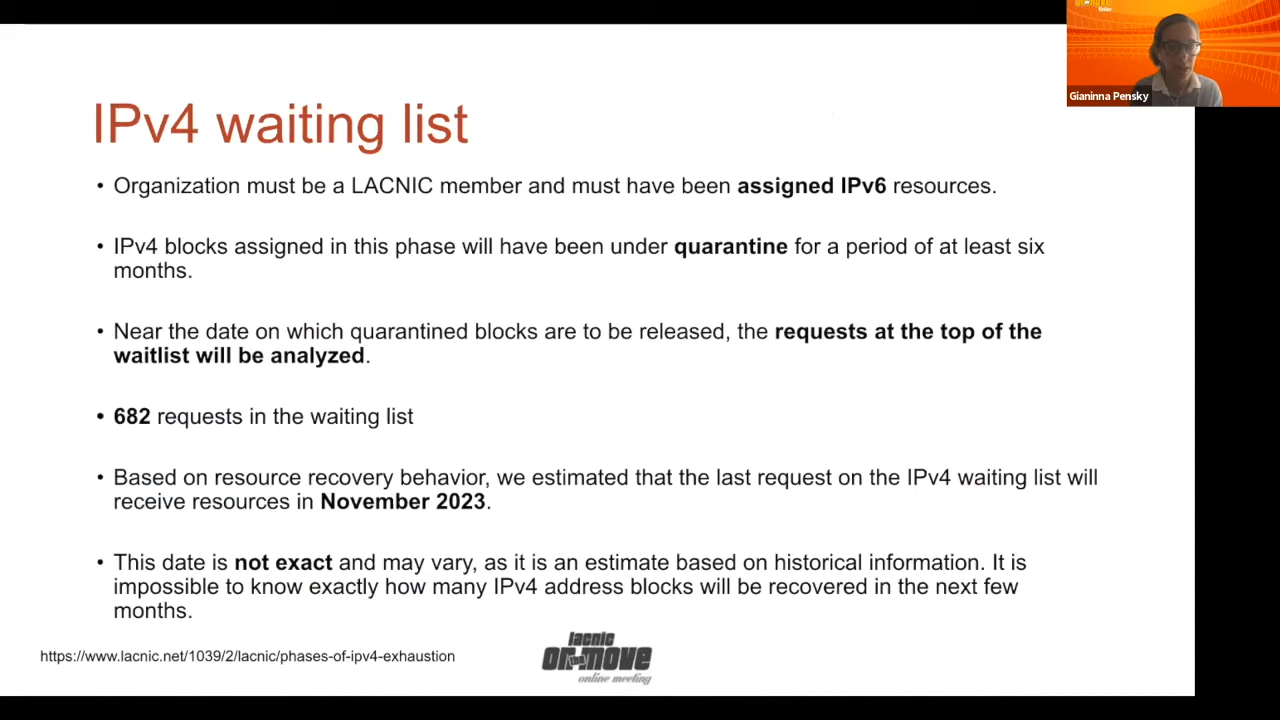 Gianinna Pensky
IPv4 waiting list
• Organization must be a LACNIC member and must have been assigned IPv6 resources.
• IPv4 blocks assigned in this phase will have been under quarantine for a period of at least six
months.
• Near the date on which quarantined blocks are to be released, the requests at the top of the
waitlist will be analyzed.
• 682 requests in the waiting list
• Based on resource recovery behavior, we estimated that the last request on the IPv4 waiting list will
receive resources in November 2023.
• This date is not exact and may vary, as it is an estimate based on historical information. It is
impossible to know exactly how many IPv4 address blocks will be recovered in the next few
months.
https://www.lacnic.net/1039/2/lacnic/phases-of-ipv4-exhaustion
lacnic
on the move
online meeting